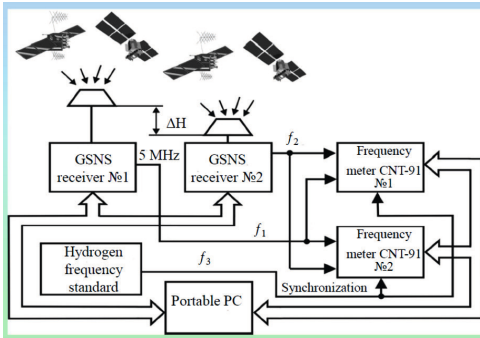 ΔH
GSNS
receiver №1
5 MHz
GSNS
receiver №2
f₂
Frequency
meter CNT-91
№1
f₁
Hydrogen
frequency
standard
f₃
Frequency
meter CNT-91
№2
Synchronization
Portable PC